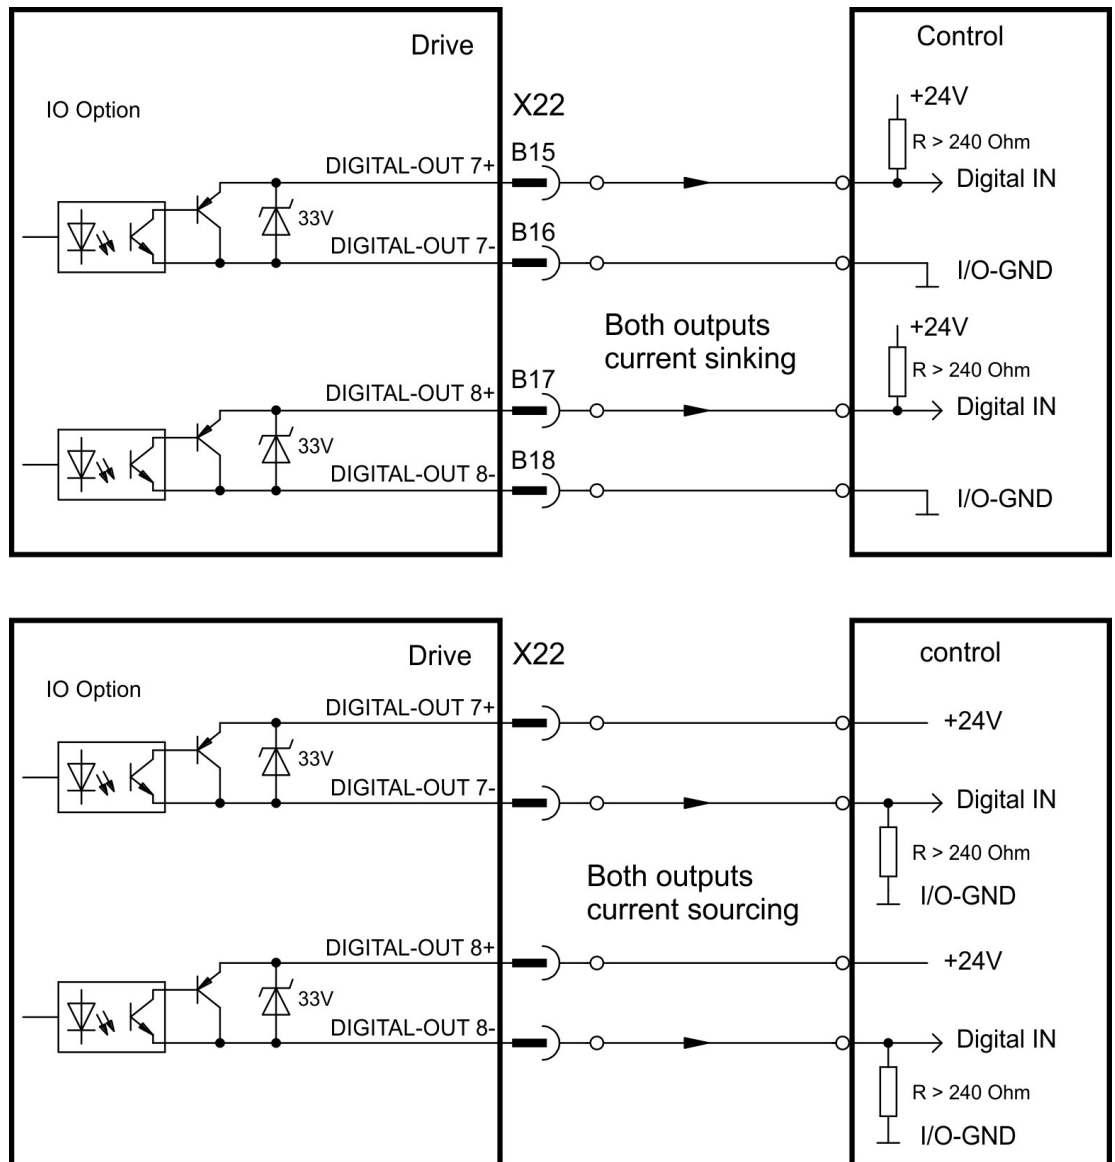 Drive
X22
Control
IO Option
+24V
R > 240 Ohm
DIGITAL-OUT 7+
B15
Digital IN
33V
DIGITAL-OUT 7-
B16
I/O-GND
Both outputs
current sinking
+24V
R > 240 Ohm
DIGITAL-OUT 8+
B17
Digital IN
33V
DIGITAL-OUT 8-
B18
I/O-GND
Drive
X22
control
IO Option
DIGITAL-OUT 7+
+24V
33V
DIGITAL-OUT 7-
Digital IN
R > 240 Ohm
I/O-GND
Both outputs
current sourcing
DIGITAL-OUT 8+
+24V
33V
DIGITAL-OUT 8-
Digital IN
R > 240 Ohm
I/O-GND